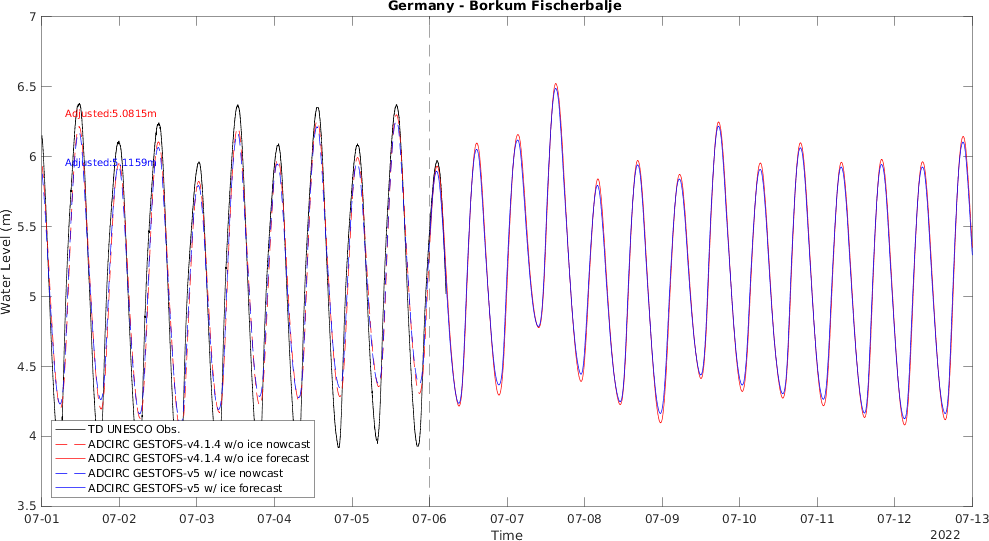 Germany - Borkum Fischerbalje
7
6.5
6
5.5
5
4.5
4
3.5
Water Level (m)
Adjusted:5.0815m
Adjusted:5.1159m
TD UNESCO Obs.
ADCIRC GESTOFS-v4.1.4 w/o ice nowcast
ADCIRC GESTOFS-v4.1.4 w/o ice forecast
ADCIRC GESTOFS-v5 w/ ice nowcast
ADCIRC GESTOFS-v5 w/ ice forecast
07-01 07-02 07-03 07-04 07-05 07-06 07-07 07-08 07-09 07-10 07-11 07-12 07-13
Time
2022